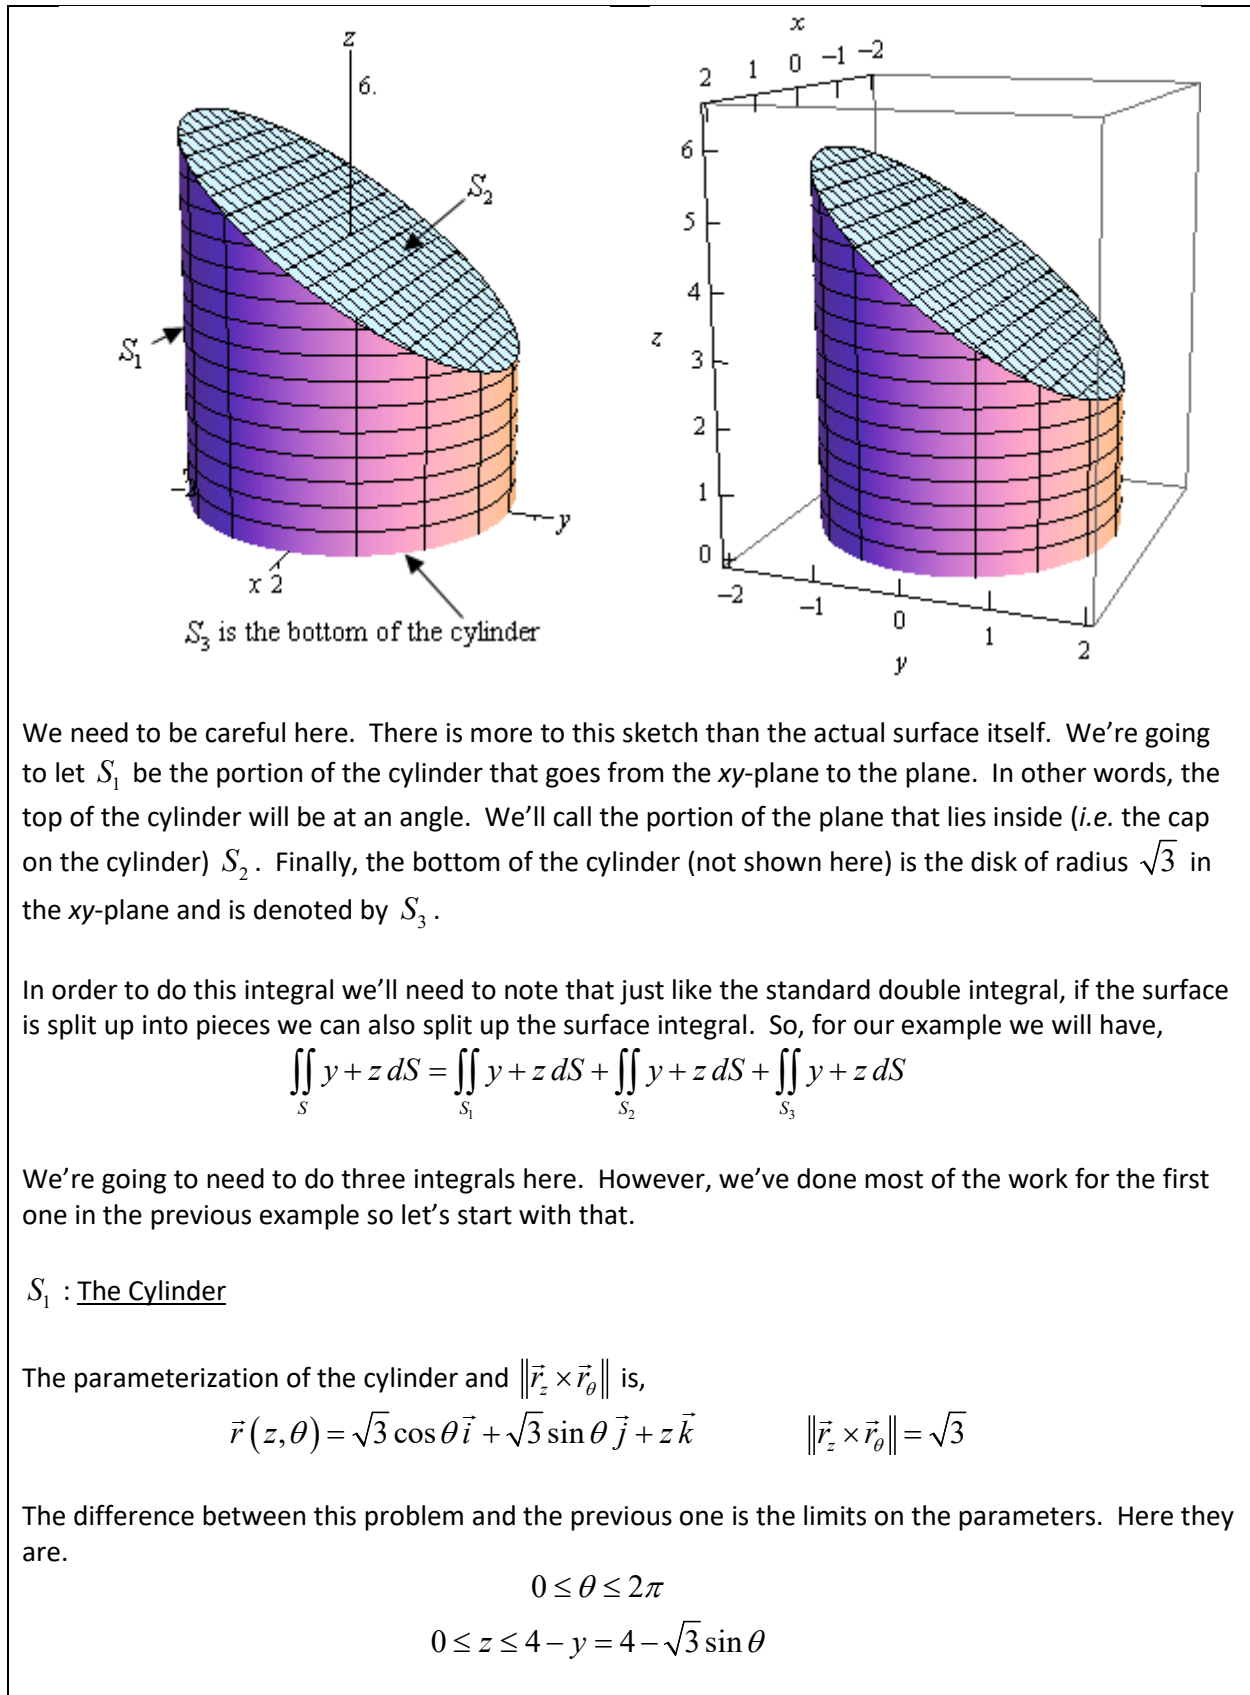 z
6.
S₂
S₁
-2
y
x 2
S₃ is the bottom of the cylinder
x
2 1 0 −1 −2
6
5
4
z
3
2
1
0
−2 −1 0 1 2
y
We need to be careful here. There is more to this sketch than the actual surface itself. We’re going
to let S₁ be the portion of the cylinder that goes from the xy-plane to the plane. In other words, the
top of the cylinder will be at an angle. We’ll call the portion of the plane that lies inside (i.e. the cap
on the cylinder) S₂. Finally, the bottom of the cylinder (not shown here) is the disk of radius √3 in
the xy-plane and is denoted by S₃.
In order to do this integral we’ll need to note that just like the standard double integral, if the surface
is split up into pieces we can also split up the surface integral. So, for our example we will have,
∬_S y + z dS = ∬_S₁ y + z dS + ∬_S₂ y + z dS + ∬_S₃ y + z dS
We’re going to need to do three integrals here. However, we’ve done most of the work for the first
one in the previous example so let’s start with that.
S₁ : The Cylinder
The parameterization of the cylinder and ‖r⃗_z × r⃗_θ‖ is,
r⃗(z,θ) = √3 cosθ i⃗ + √3 sinθ j⃗ + z k⃗ ‖r⃗_z × r⃗_θ‖ = √3
The difference between this problem and the previous one is the limits on the parameters. Here they
are.
0 ≤ θ ≤ 2π
0 ≤ z ≤ 4 − y = 4 − √3 sinθ